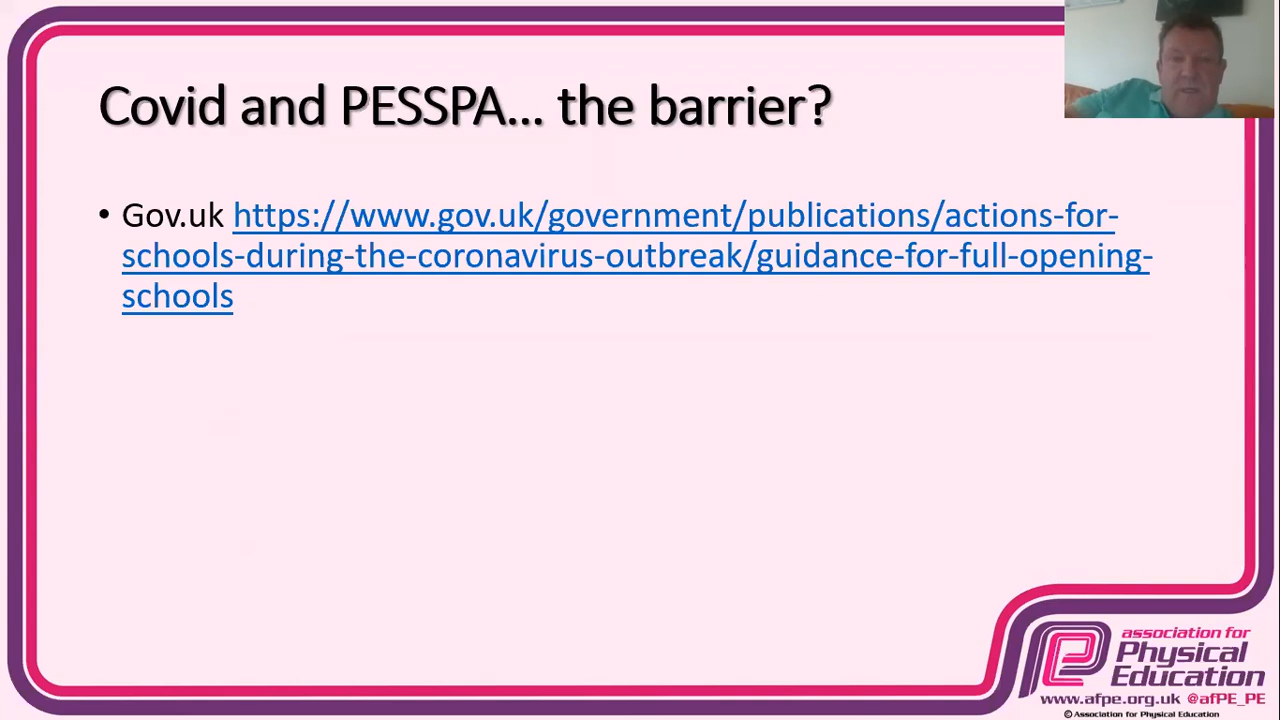 Covid and PESSPA... the barrier?
• Gov.uk https://www.gov.uk/government/publications/actions-for-
schools-during-the-coronavirus-outbreak/guidance-for-full-opening-
schools
association for
Physical
Education
www.afpe.org.uk @afPE_PE
© Association for Physical Education